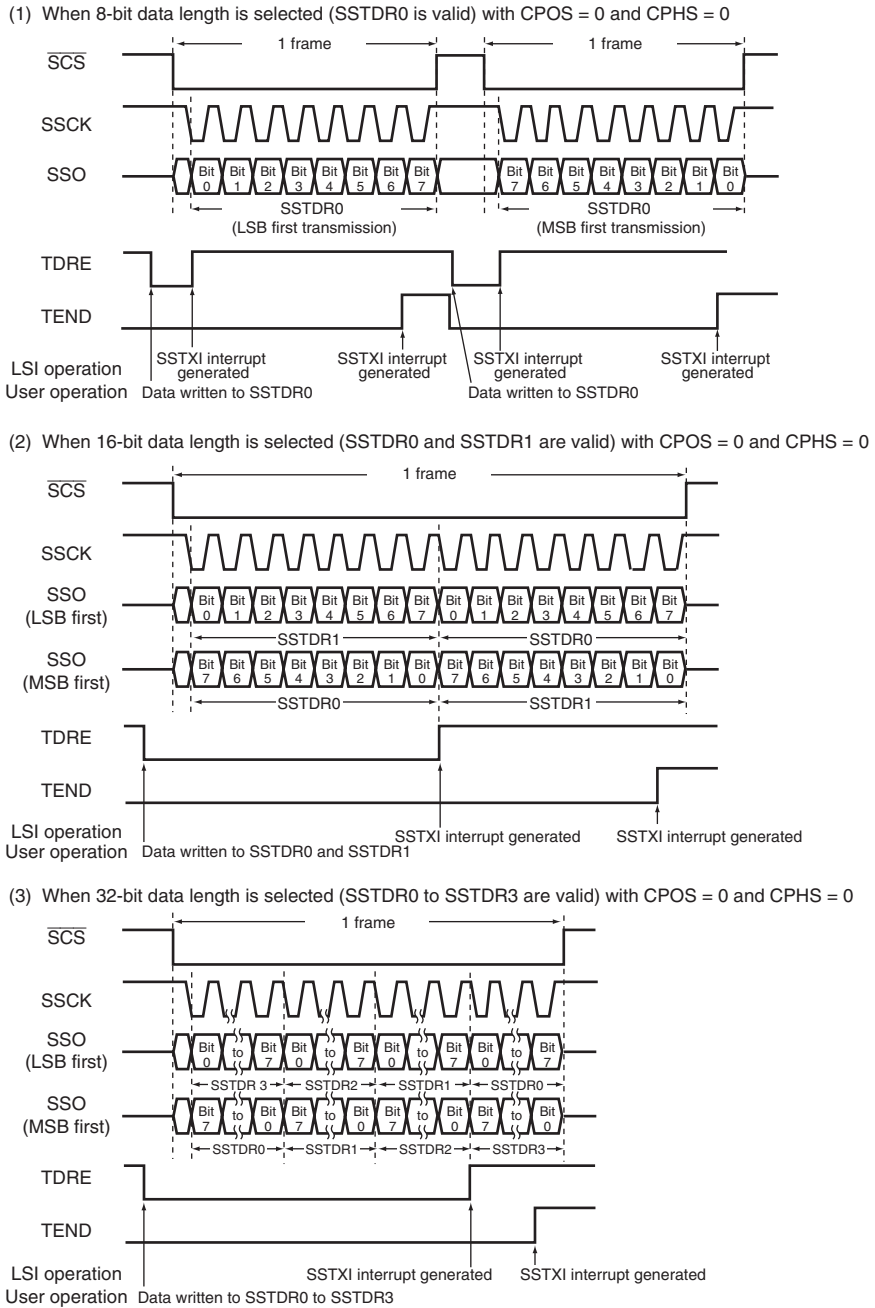 (1) When 8-bit data length is selected (SSTDR0 is valid) with CPOS = 0 and CPHS = 0
1 frame 1 frame
SCS
SSCK
SSO Bit 0 Bit 1 Bit 2 Bit 3 Bit 4 Bit 5 Bit 6 Bit 7 Bit 7 Bit 6 Bit 5 Bit 4 Bit 3 Bit 2 Bit 1 Bit 0
SSTDR0 SSTDR0
(LSB first transmission) (MSB first transmission)
TDRE
TEND
LSI operation SSTXI interrupt generated SSTXI interrupt generated SSTXI interrupt generated SSTXI interrupt generated
User operation Data written to SSTDR0 Data written to SSTDR0
(2) When 16-bit data length is selected (SSTDR0 and SSTDR1 are valid) with CPOS = 0 and CPHS = 0
1 frame
SCS
SSCK
SSO (LSB first) Bit 0 Bit 1 Bit 2 Bit 3 Bit 4 Bit 5 Bit 6 Bit 7 Bit 0 Bit 1 Bit 2 Bit 3 Bit 4 Bit 5 Bit 6 Bit 7
SSTDR1 SSTDR0
SSO (MSB first) Bit 7 Bit 6 Bit 5 Bit 4 Bit 3 Bit 2 Bit 1 Bit 0 Bit 7 Bit 6 Bit 5 Bit 4 Bit 3 Bit 2 Bit 1 Bit 0
SSTDR0 SSTDR1
TDRE
TEND
LSI operation SSTXI interrupt generated SSTXI interrupt generated
User operation Data written to SSTDR0 and SSTDR1
(3) When 32-bit data length is selected (SSTDR0 to SSTDR3 are valid) with CPOS = 0 and CPHS = 0
1 frame
SCS
SSCK
SSO (LSB first) Bit 0 to Bit 7 Bit 0 to Bit 7 Bit 0 to Bit 7 Bit 0 to Bit 7
SSTDR 3 SSTDR2 SSTDR1 SSTDR0
SSO (MSB first) Bit 7 to Bit 0 Bit 7 to Bit 0 Bit 7 to Bit 0 Bit 7 to Bit 0
SSTDR0 SSTDR1 SSTDR2 SSTDR3
TDRE
TEND
LSI operation SSTXI interrupt generated SSTXI interrupt generated
User operation Data written to SSTDR0 to SSTDR3